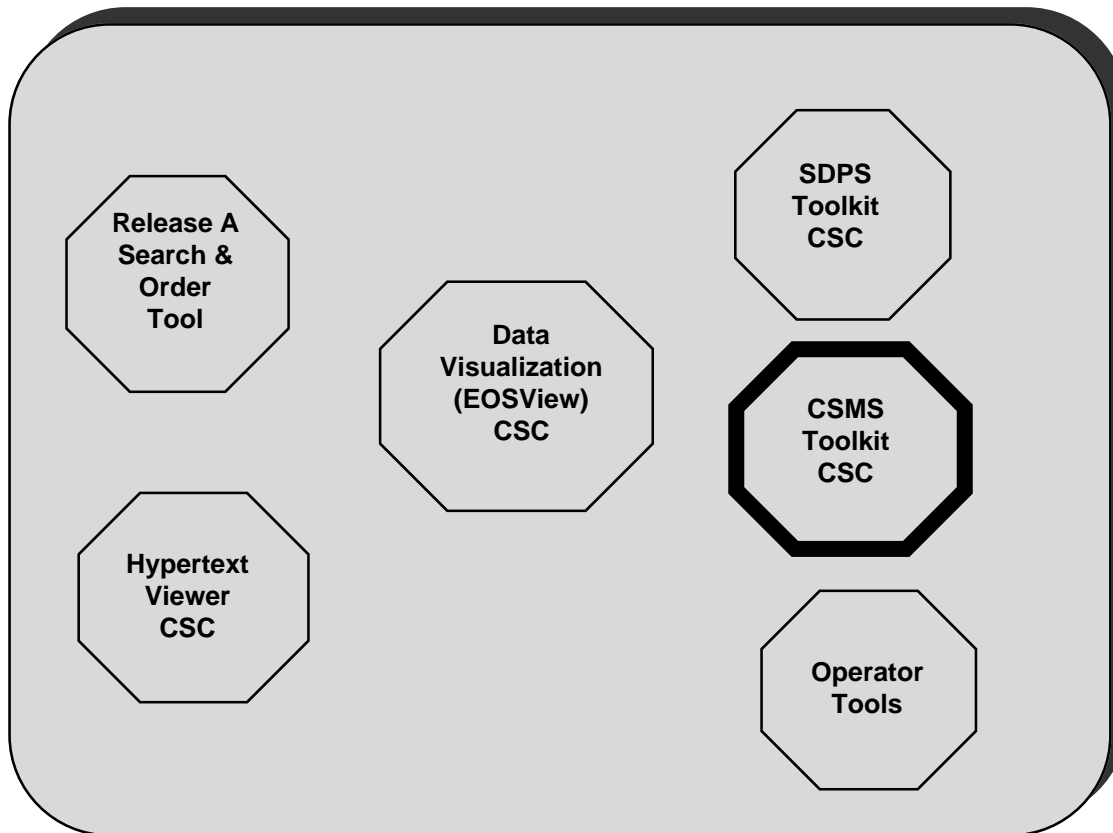 Release A
Search &
Order
Tool
Hypertext
Viewer
CSC
Data
Visualization
(EOSView)
CSC
SDPS
Toolkit
CSC
CSMS
Toolkit
CSC
Operator
Tools